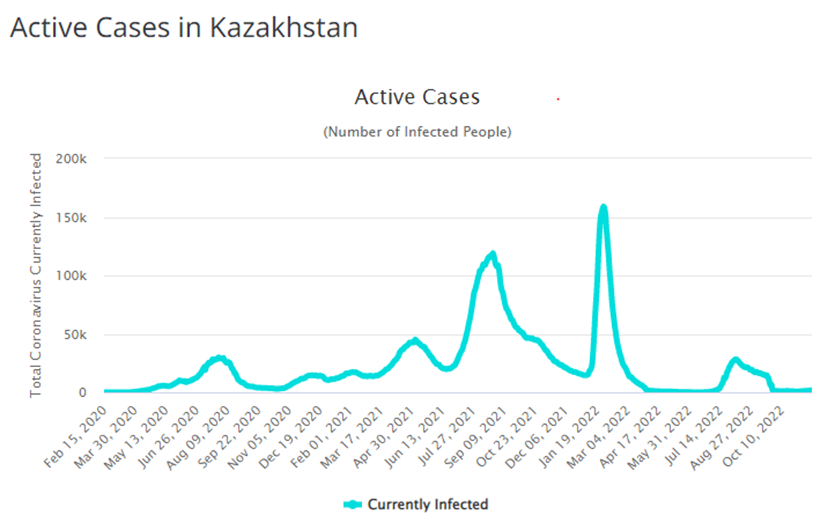 Active Cases in Kazakhstan
Active Cases
(Number of Infected People)
Total Coronavirus Currently Infected
200k
150k
100k
50k
0
Feb 15, 2020
Mar 30, 2020
May 13, 2020
Jun 26, 2020
Aug 09, 2020
Sep 22, 2020
Nov 05, 2020
Dec 19, 2020
Feb 01, 2021
Mar 17, 2021
Apr 30, 2021
Jun 13, 2021
Jul 27, 2021
Sep 09, 2021
Oct 23, 2021
Dec 06, 2021
Jan 19, 2022
Mar 04, 2022
Apr 17, 2022
May 31, 2022
Jul 14, 2022
Aug 27, 2022
Oct 10, 2022
Currently Infected